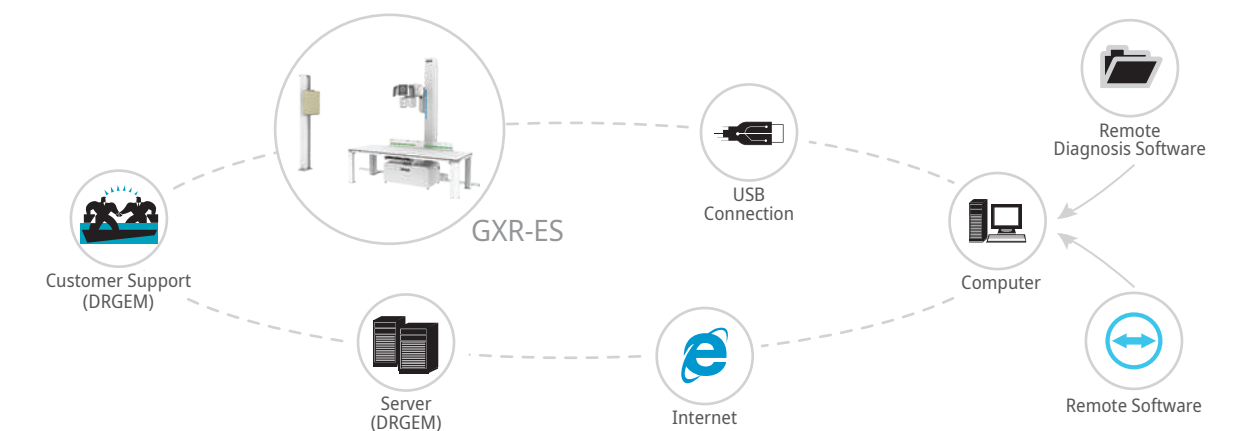 Remote
Diagnosis Software
USB
Connection
GXR-ES
Customer Support
(DRGEM)
Computer
Server
(DRGEM)
Internet
Remote Software